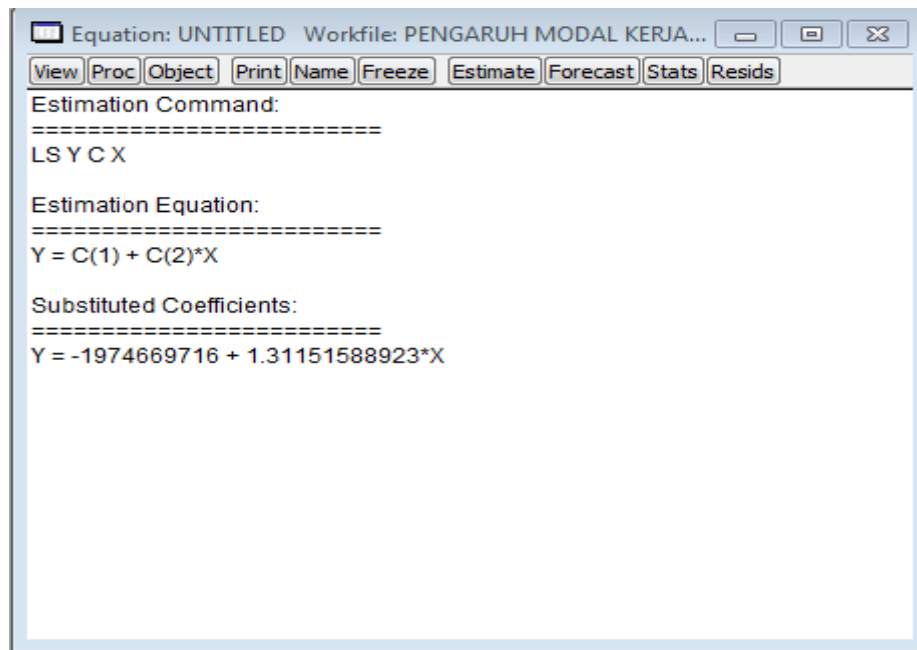 Equation: UNTITLED Workfile: PENGARUH MODAL KERJA...
View Proc Object Print Name Freeze Estimate Forecast Stats Resids
Estimation Command:
=========================
LS Y C X
Estimation Equation:
=========================
Y = C(1) + C(2)*X
Substituted Coefficients:
=========================
Y = -1974669716 + 1.31151588923*X